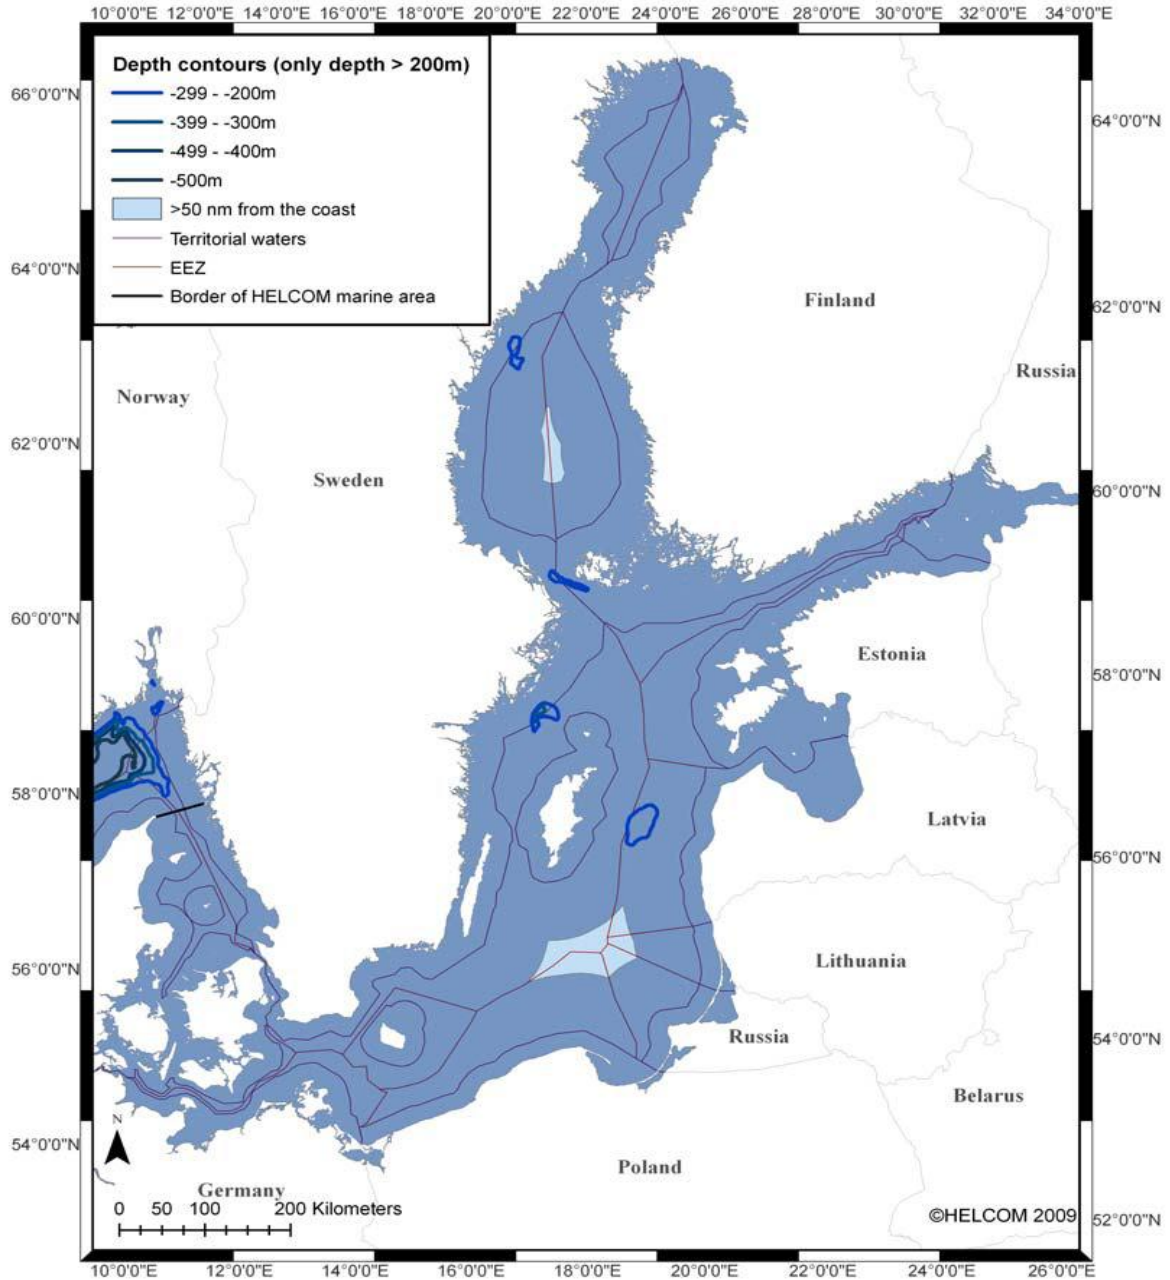 10°0'0"E 12°0'0"E 14°0'0"E 16°0'0"E 18°0'0"E 20°0'0"E 22°0'0"E 24°0'0"E 26°0'0"E 28°0'0"E 30°0'0"E 32°0'0"E 34°0'0"E
Depth contours (only depth > 200m)
-299 - -200m
-399 - -300m
-499 - -400m
-500m
>50 nm from the coast
Territorial waters
EEZ
Border of HELCOM marine area
66°0'0"N
64°0'0"N
64°0'0"N
62°0'0"N
Finland
Russia
Norway
62°0'0"N
Sweden
60°0'0"N
60°0'0"N
Estonia
58°0'0"N
58°0'0"N
Latvia
56°0'0"N
56°0'0"N
Lithuania
Russia
54°0'0"N
Belarus
N
54°0'0"N
Poland
Germany
0 50 100 200 Kilometers
©HELCOM 2009
52°0'0"N
10°0'0"E 12°0'0"E 14°0'0"E 16°0'0"E 18°0'0"E 20°0'0"E 22°0'0"E 24°0'0"E 26°0'0"E